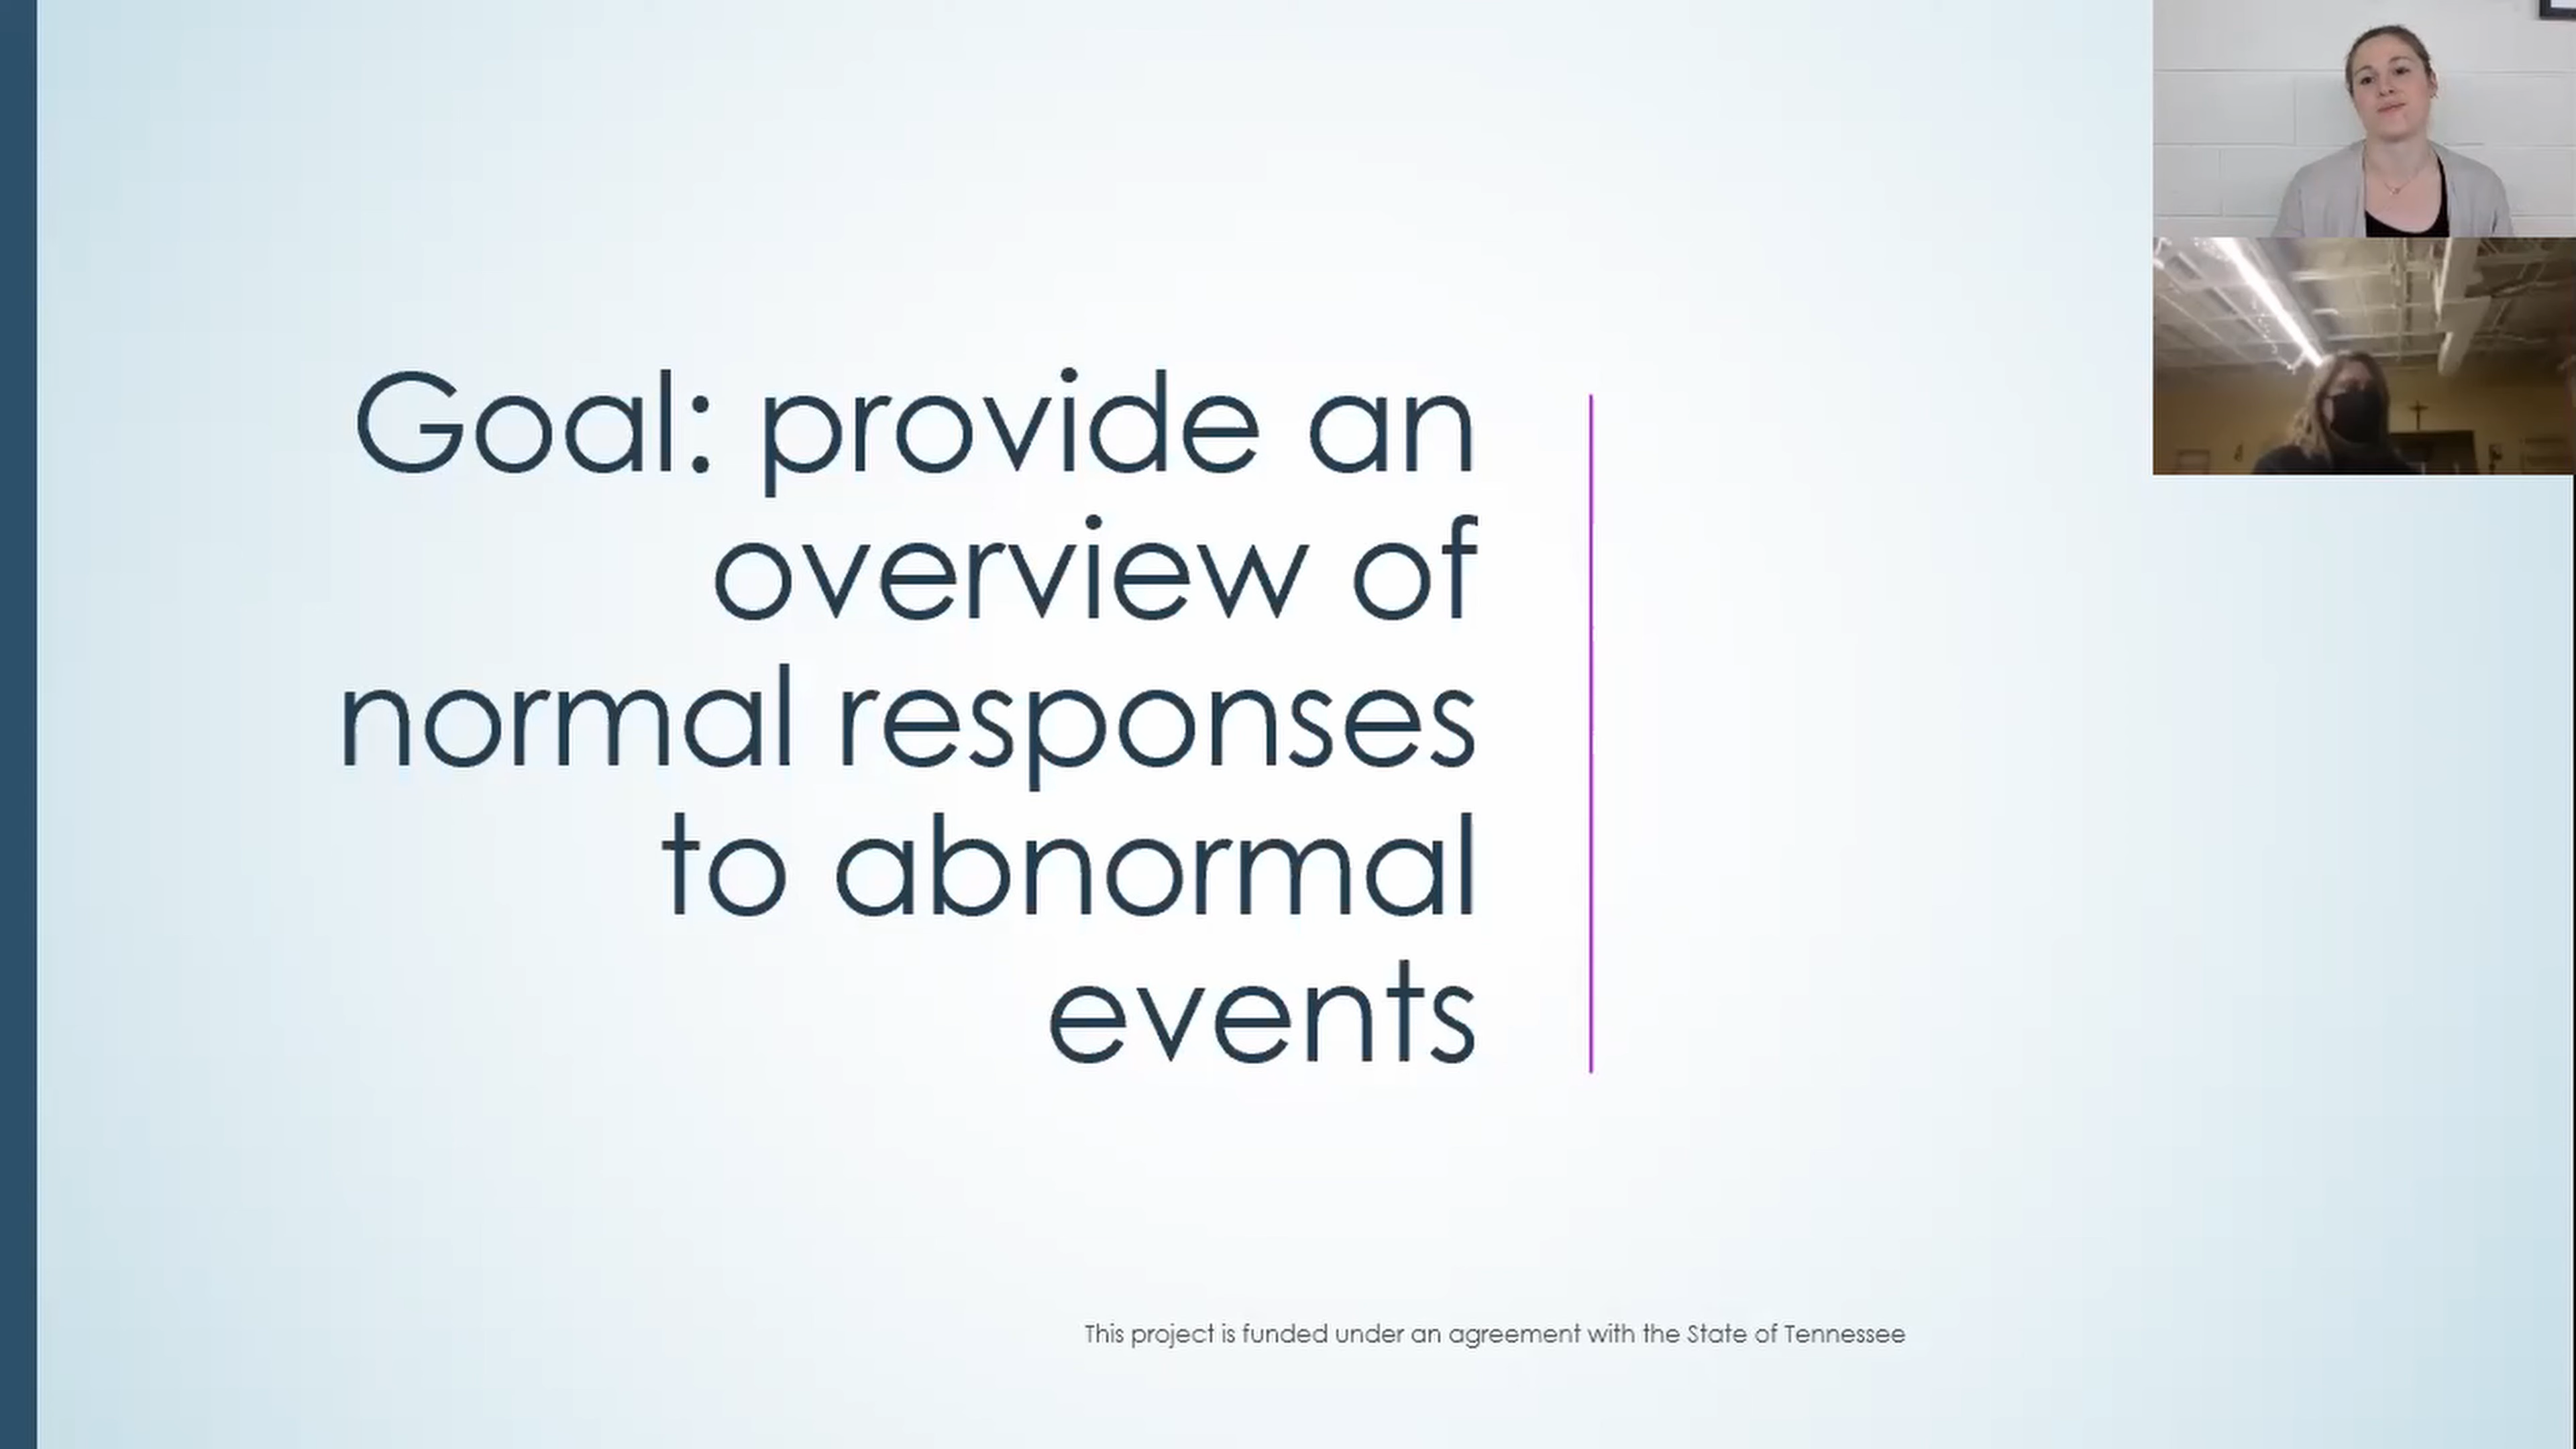 Goal: provide an
overview of
normal responses
to abnormal
events
This project is funded under an agreement with the State of Tennessee